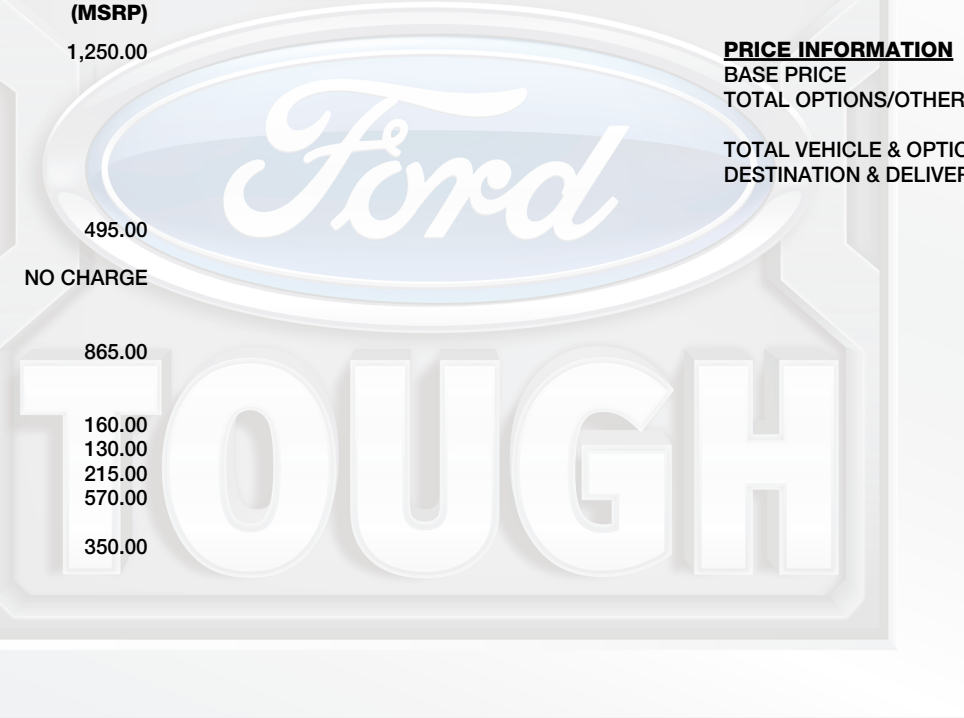 (MSRP)
1,250.00
495.00
NO CHARGE
865.00
160.00
130.00
215.00
570.00
350.00
PRICE INFORMATION
BASE PRICE
TOTAL OPTIONS/OTHER
TOTAL VEHICLE & OPTIO
DESTINATION & DELIVER
Ford
TOUGH